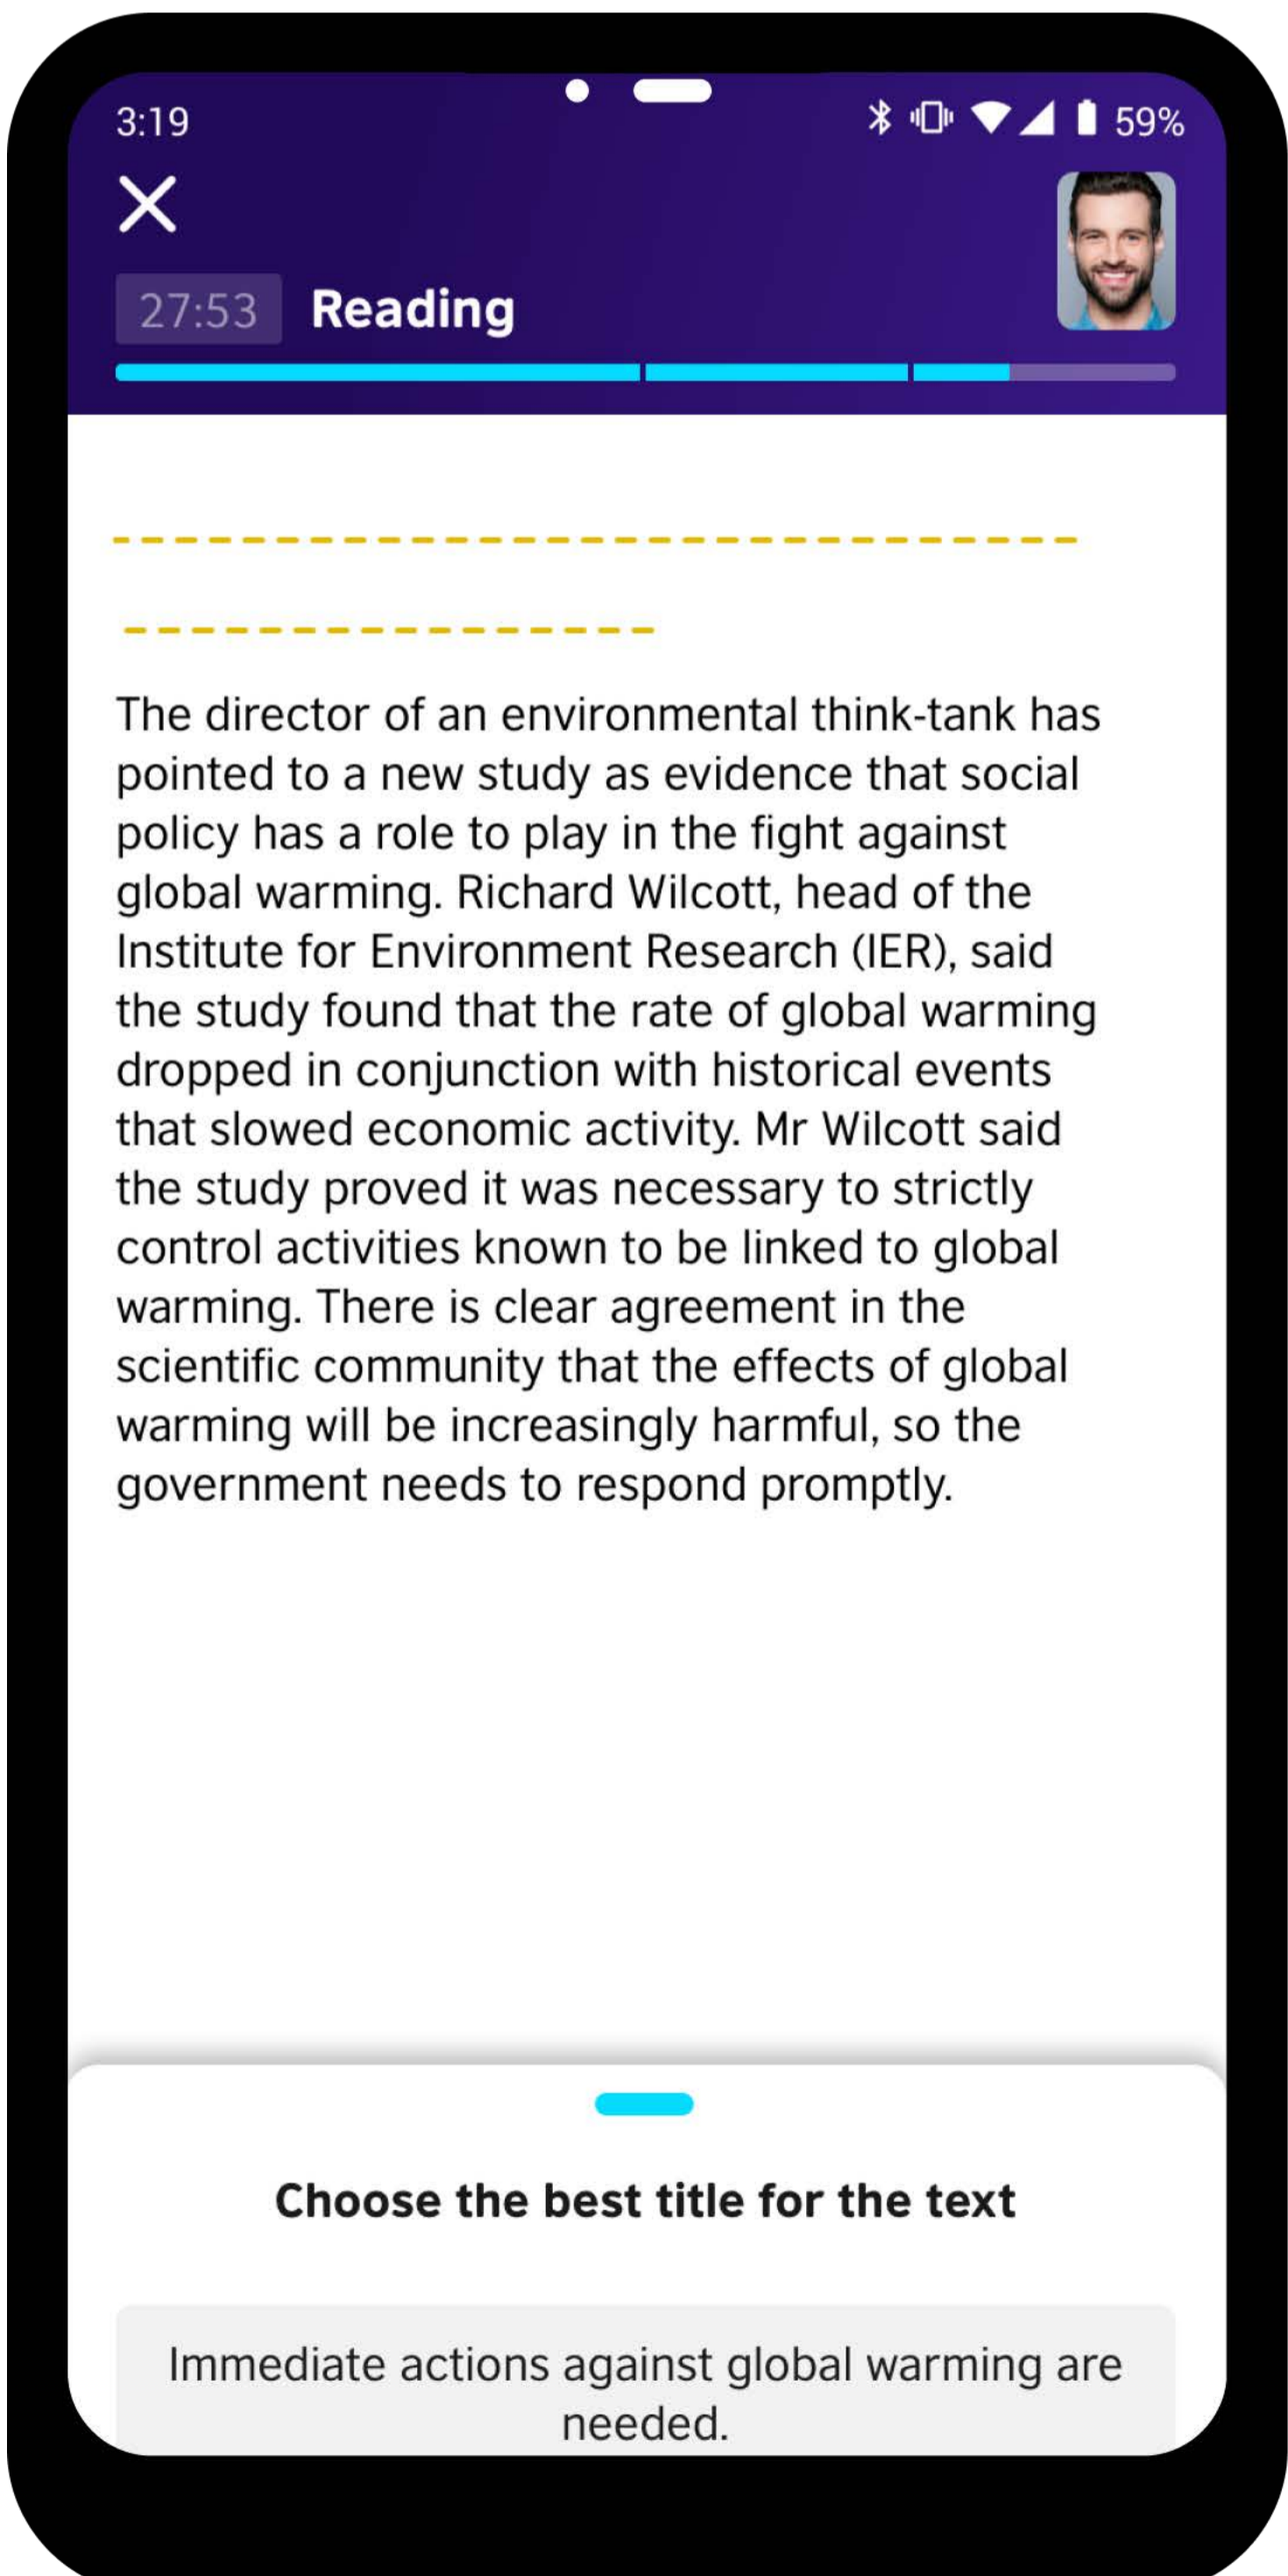 3:19
59%
27:53 Reading
The director of an environmental think-tank has
pointed to a new study as evidence that social
policy has a role to play in the fight against
global warming. Richard Wilcott, head of the
Institute for Environment Research (IER), said
the study found that the rate of global warming
dropped in conjunction with historical events
that slowed economic activity. Mr Wilcott said
the study proved it was necessary to strictly
control activities known to be linked to global
warming. There is clear agreement in the
scientific community that the effects of global
warming will be increasingly harmful, so the
government needs to respond promptly.
Choose the best title for the text
Immediate actions against global warming are
needed.